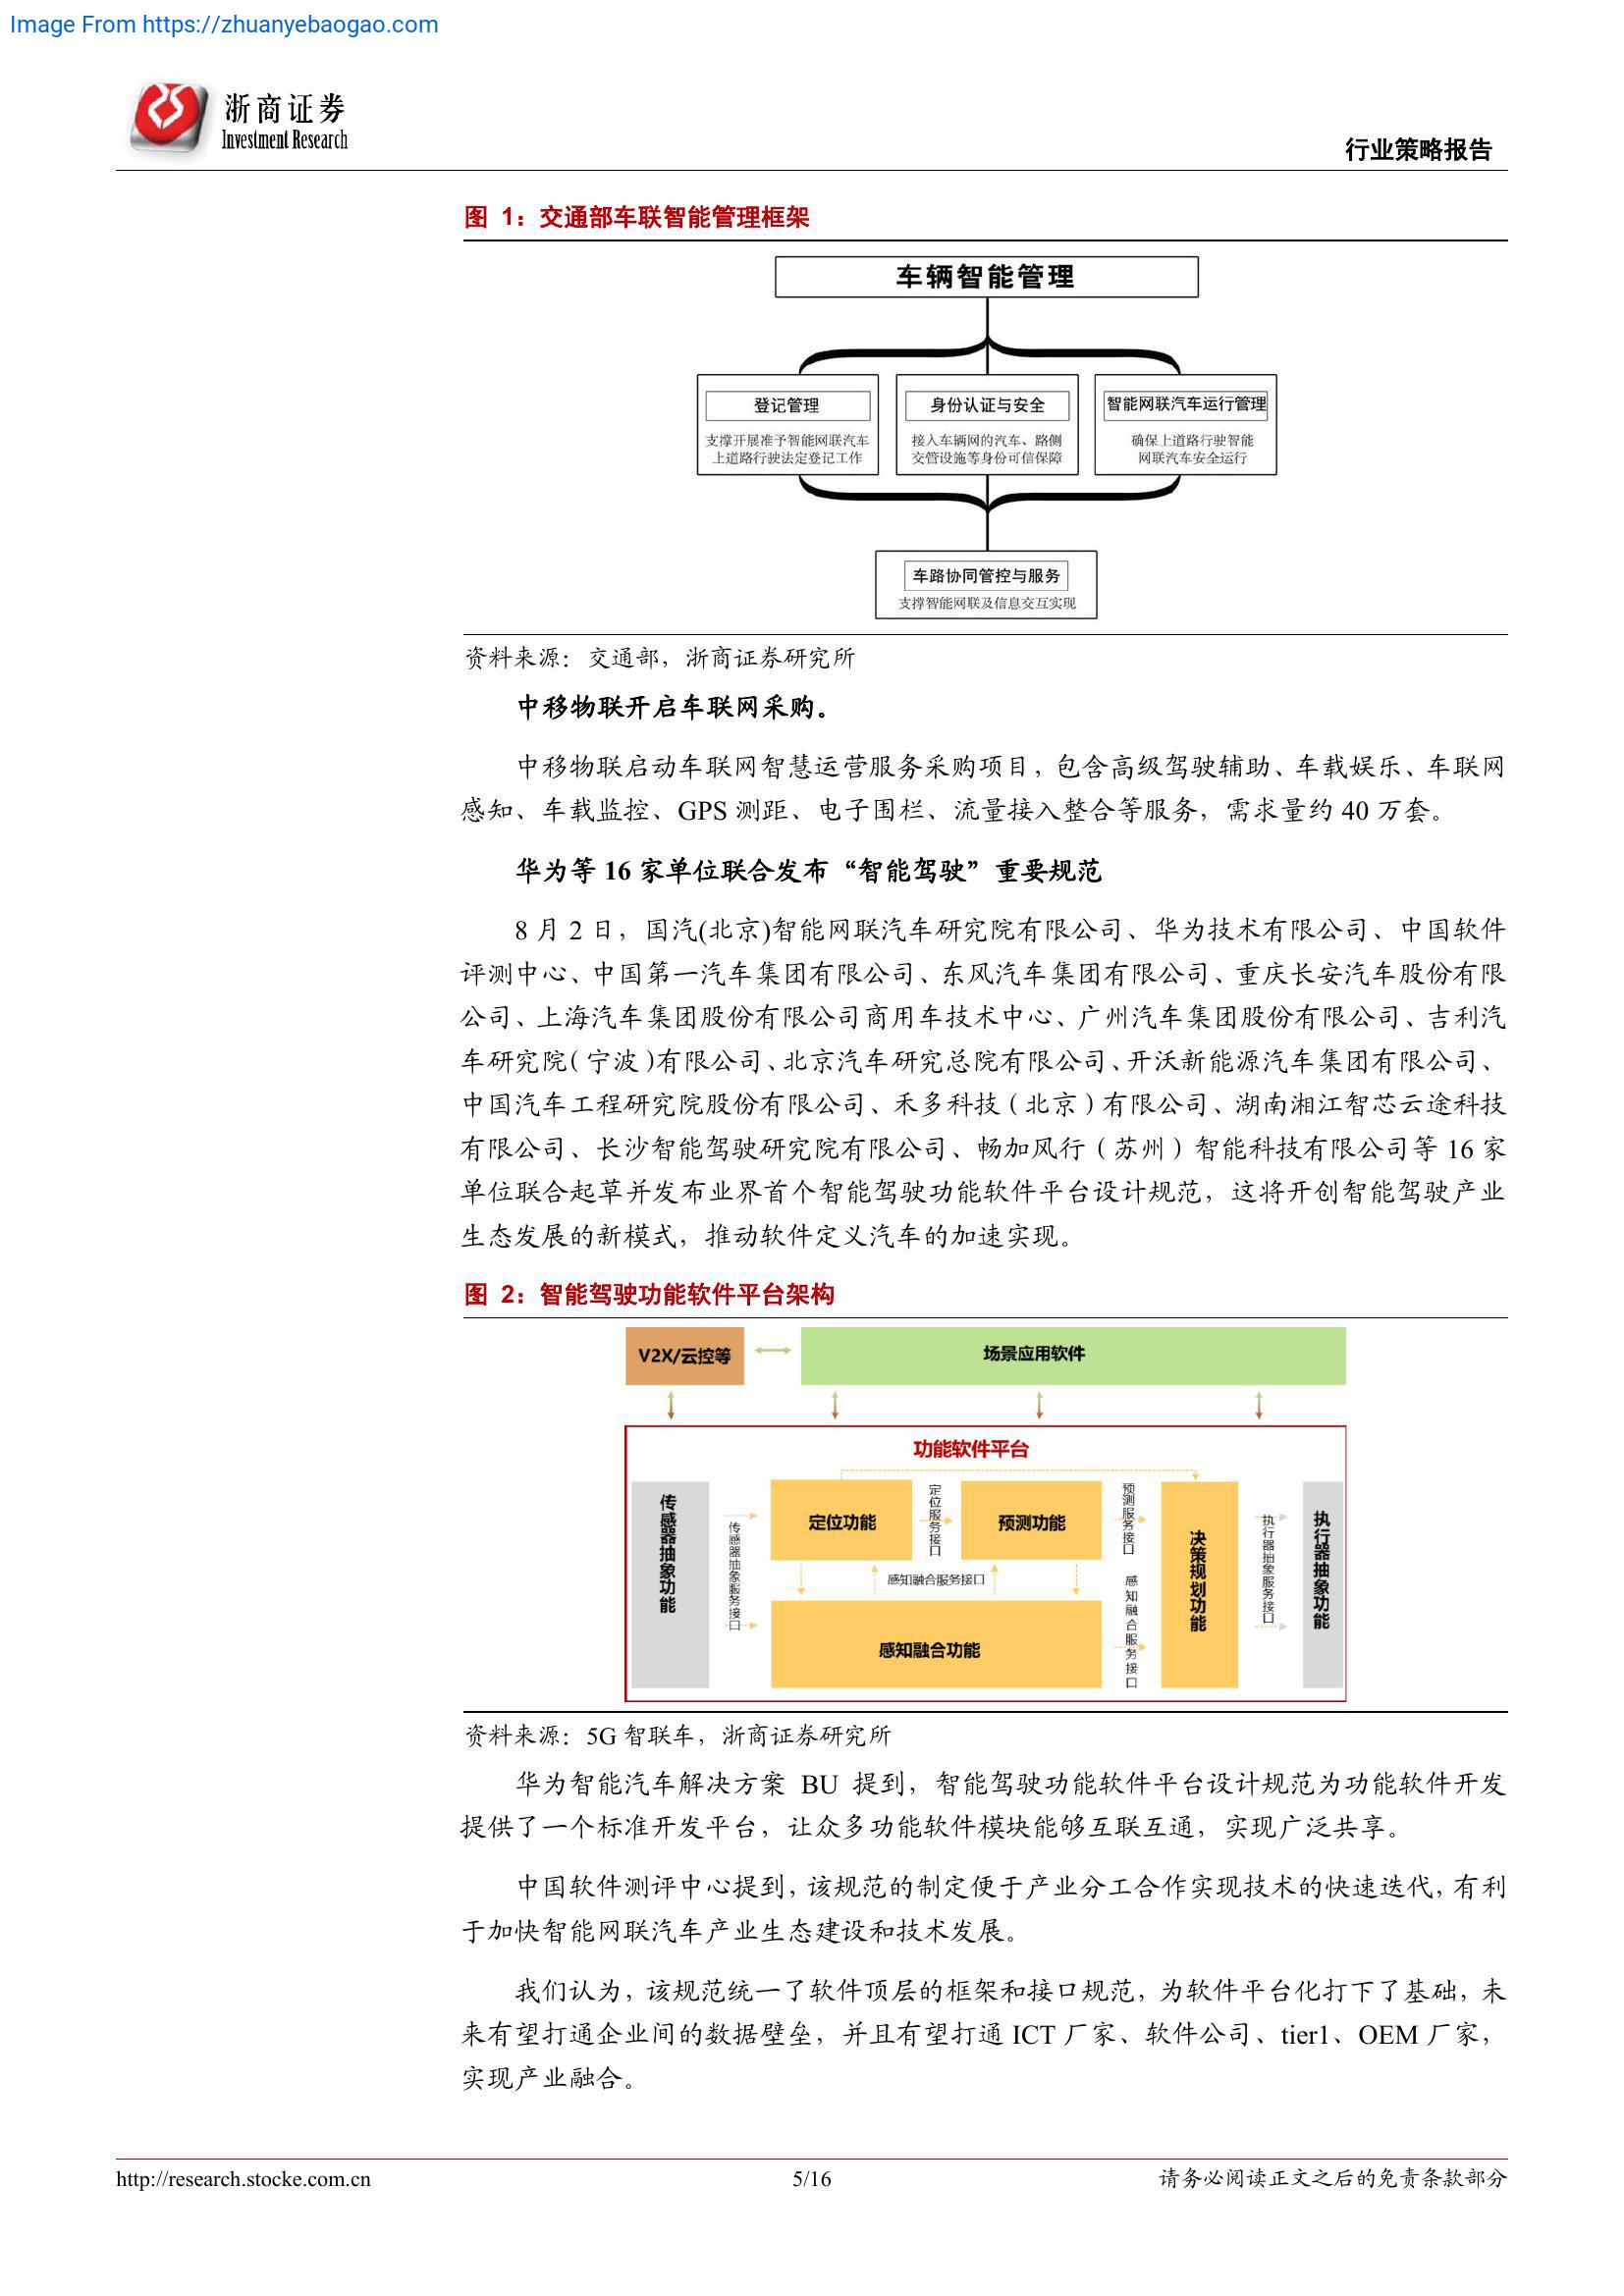 Image From https://zhuanyebaogao.com
浙商证券
Investment Research
行业策略报告
图 1：交通部车联智能管理框架
车辆智能管理
登记管理
支撑开展准予智能网联汽车
上道路行驶法定登记工作
身份认证与安全
接入车辆网的汽车、路侧
交管设施等身份可信保障
智能网联汽车运行管理
确保上道路行驶智能
网联汽车安全运行
车路协同管控与服务
支撑智能网联及信息交互实现
资料来源：交通部，浙商证券研究所
中移物联开启车联网采购。
中移物联启动车联网智慧运营服务采购项目，包含高级驾驶辅助、车载娱乐、车联网
感知、车载监控、GPS 测距、电子围栏、流量接入整合等服务，需求量约 40 万套。
华为等 16 家单位联合发布“智能驾驶”重要规范
8 月 2 日，国汽(北京)智能网联汽车研究院有限公司、华为技术有限公司、中国软件
评测中心、中国第一汽车集团有限公司、东风汽车集团有限公司、重庆长安汽车股份有限
公司、上海汽车集团股份有限公司商用车技术中心、广州汽车集团股份有限公司、吉利汽
车研究院(宁波)有限公司、北京汽车研究总院有限公司、开沃新能源汽车集团有限公司、
中国汽车工程研究院股份有限公司、禾多科技（北京）有限公司、湖南湘江智芯云途科技
有限公司、长沙智能驾驶研究院有限公司、畅加风行（苏州）智能科技有限公司等 16 家
单位联合起草并发布业界首个智能驾驶功能软件平台设计规范，这将开创智能驾驶产业
生态发展的新模式，推动软件定义汽车的加速实现。
图 2：智能驾驶功能软件平台架构
V2X/云控等
场景应用软件
功能软件平台
传感器抽象功能
传感器抽象服务接口
定位功能
定位服务接口
预测功能
预测服务接口
感知融合服务接口
感知融合功能
感知融合服务接口
决策规划功能
执行器抽象服务接口
执行器抽象功能
资料来源：5G 智联车，浙商证券研究所
华为智能汽车解决方案 BU 提到，智能驾驶功能软件平台设计规范为功能软件开发
提供了一个标准开发平台，让众多功能软件模块能够互联互通，实现广泛共享。
中国软件测评中心提到，该规范的制定便于产业分工合作实现技术的快速迭代，有利
于加快智能网联汽车产业生态建设和技术发展。
我们认为，该规范统一了软件顶层的框架和接口规范，为软件平台化打下了基础，未
来有望打通企业间的数据壁垒，并且有望打通 ICT 厂家、软件公司、tier1、OEM 厂家，
实现产业融合。
http://research.stocke.com.cn
5/16
请务必阅读正文之后的免责条款部分